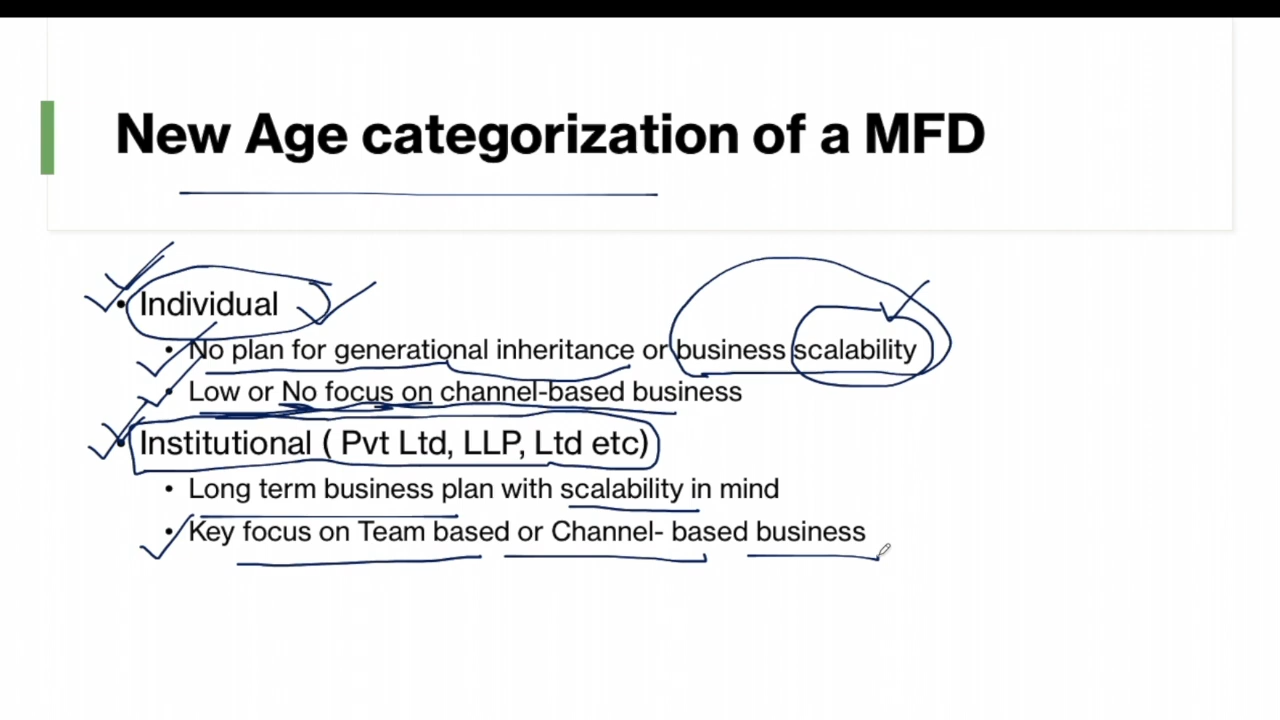 New Age categorization of a MFD
• Individual
• No plan for generational inheritance or business scalability
• Low or No focus on channel-based business
• Institutional ( Pvt Ltd, LLP, Ltd etc)
• Long term business plan with scalability in mind
• Key focus on Team based or Channel- based business